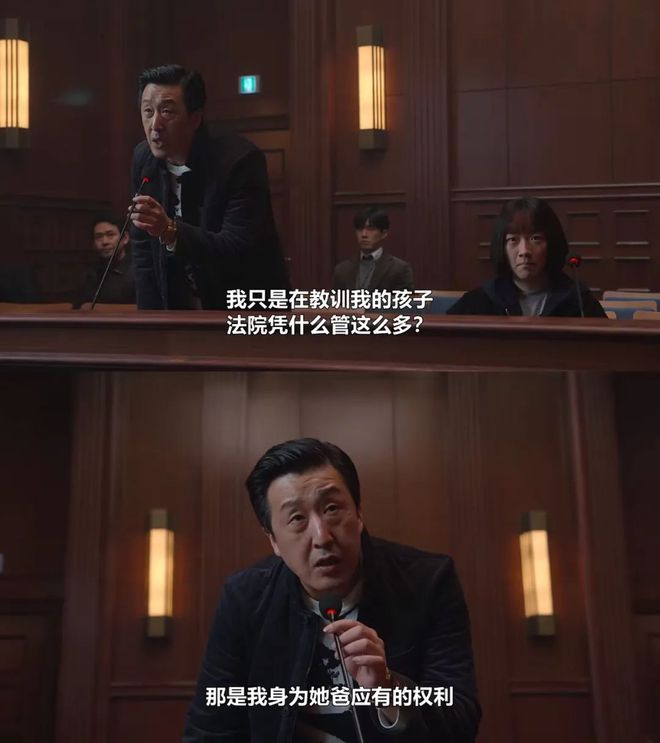 我只是在教训我的孩子
法院凭什么管这么多？
那是我身为她爸应有的权利